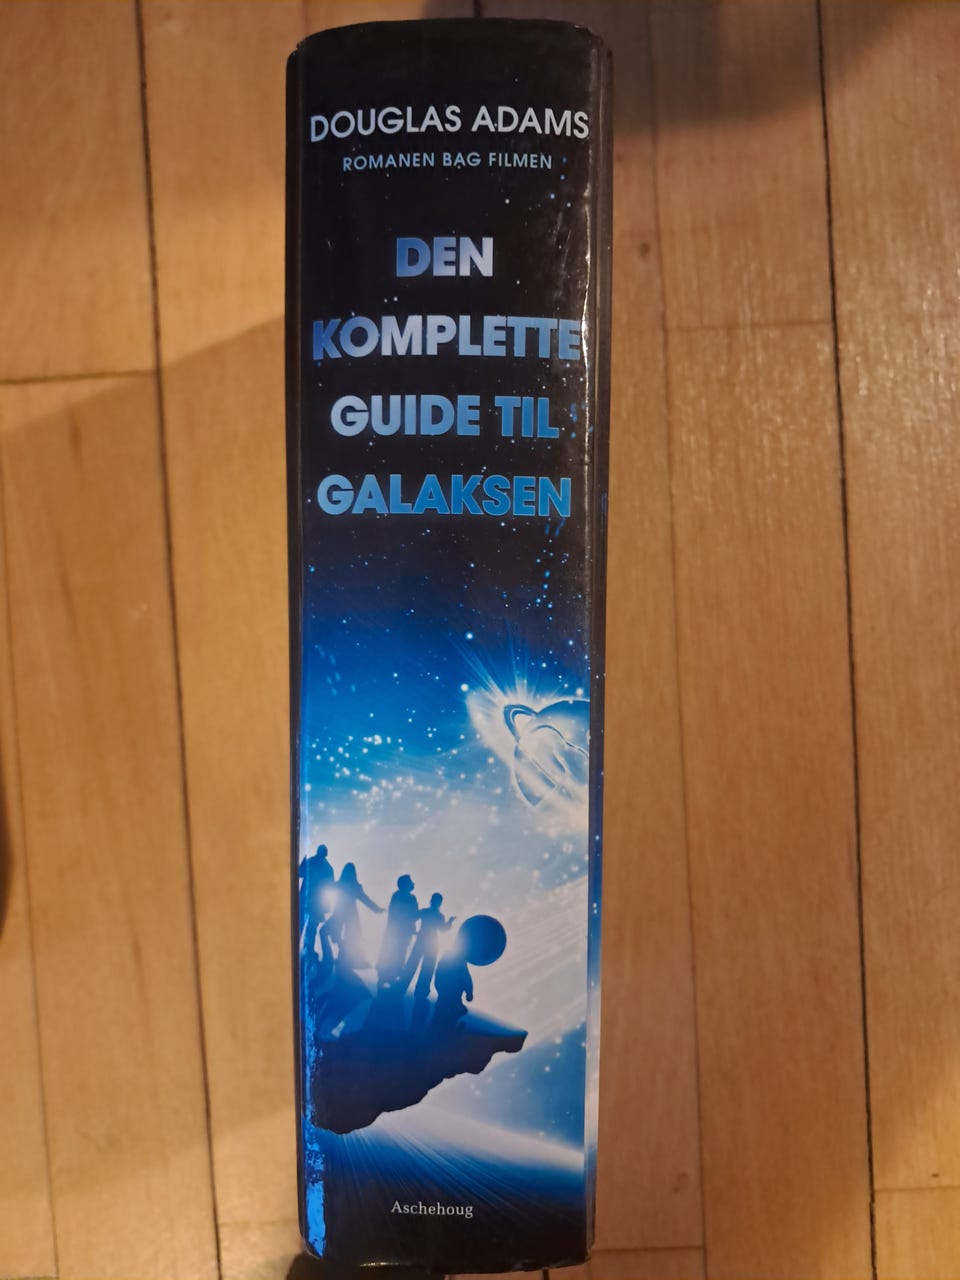 DOUGLAS ADAMS
ROMANEN BAG FILMEN
DEN
KOMPLETTE
GUIDE TIL
GALAKSEN
Aschehoug